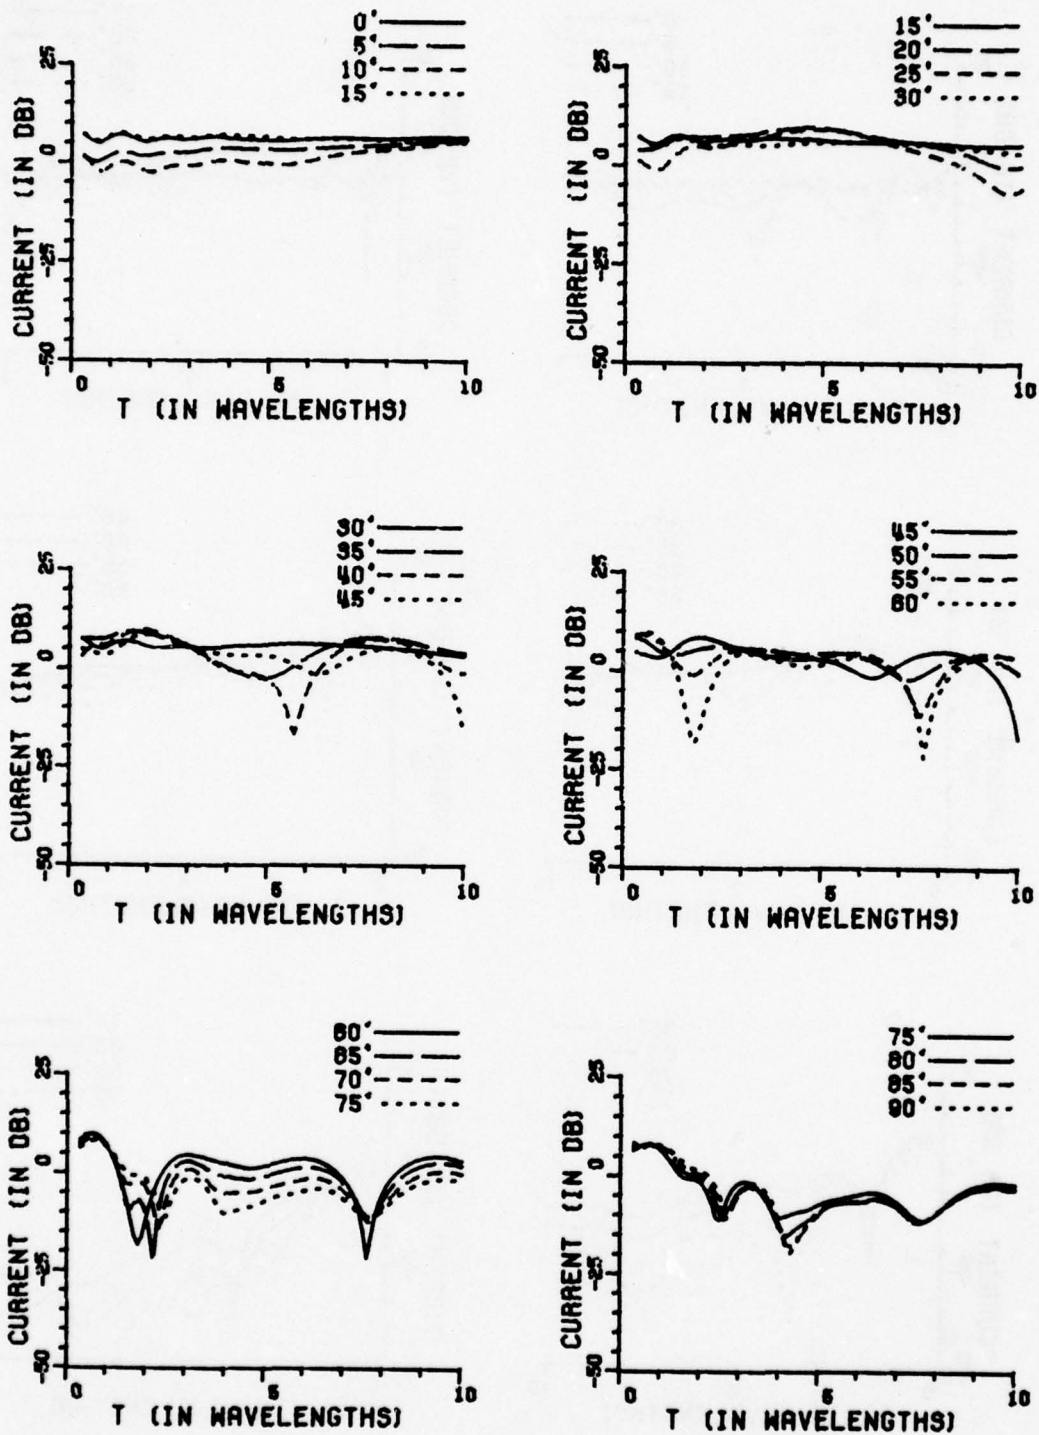 0°
5°
10°
15°
25
0
-25
-50
CURRENT (IN DB)
0 5 10
T (IN WAVELENGTHS)
15°
20°
25°
30°
25
0
-25
-50
CURRENT (IN DB)
0 5 10
T (IN WAVELENGTHS)
30°
35°
40°
45°
25
0
-25
-50
CURRENT (IN DB)
0 5 10
T (IN WAVELENGTHS)
45°
50°
55°
60°
25
0
-25
-50
CURRENT (IN DB)
0 5 10
T (IN WAVELENGTHS)
60°
65°
70°
75°
25
0
-25
-50
CURRENT (IN DB)
0 5 10
T (IN WAVELENGTHS)
75°
80°
85°
90°
25
0
-25
-50
CURRENT (IN DB)
0 5 10
T (IN WAVELENGTHS)